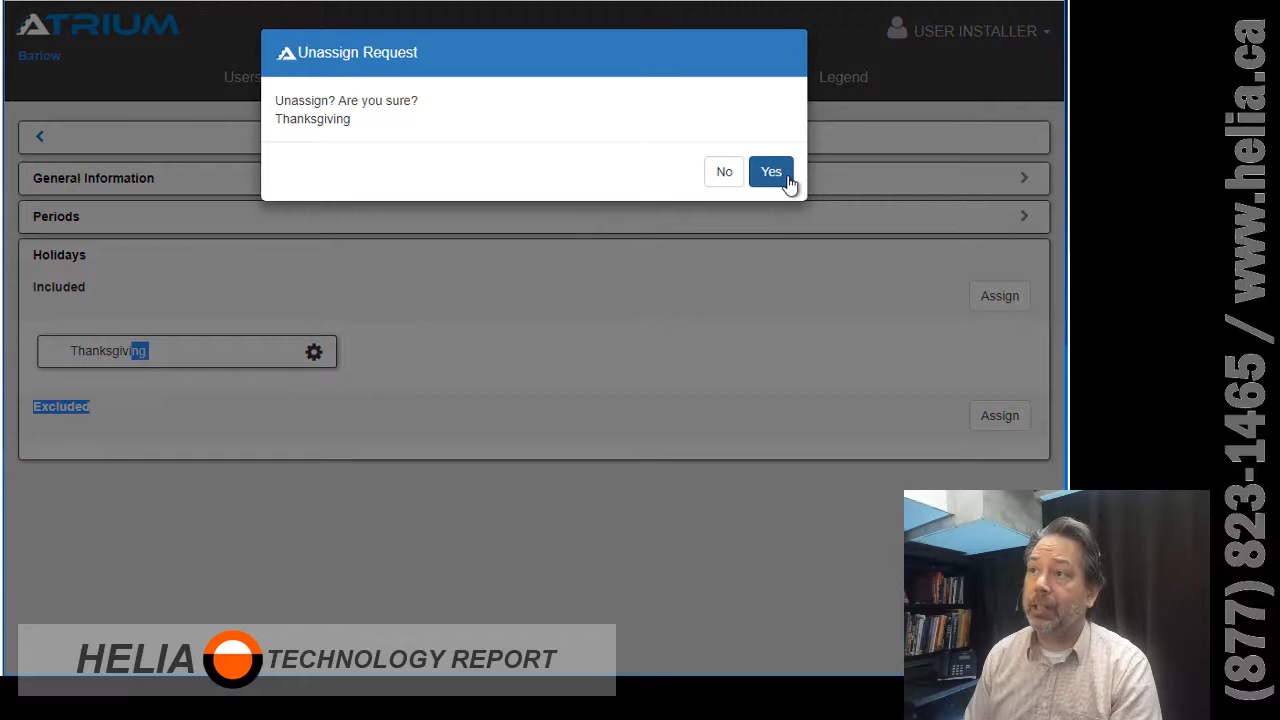 ATRIUM
Barlow
USER INSTALLER
Users
Legend
Unassign Request
Unassign? Are you sure?
Thanksgiving
No
Yes
General Information
Periods
Holidays
Included
Assign
Thanksgiving
Excluded
Assign
HELIA TECHNOLOGY REPORT
(877) 823-1465 / www.helia.ca